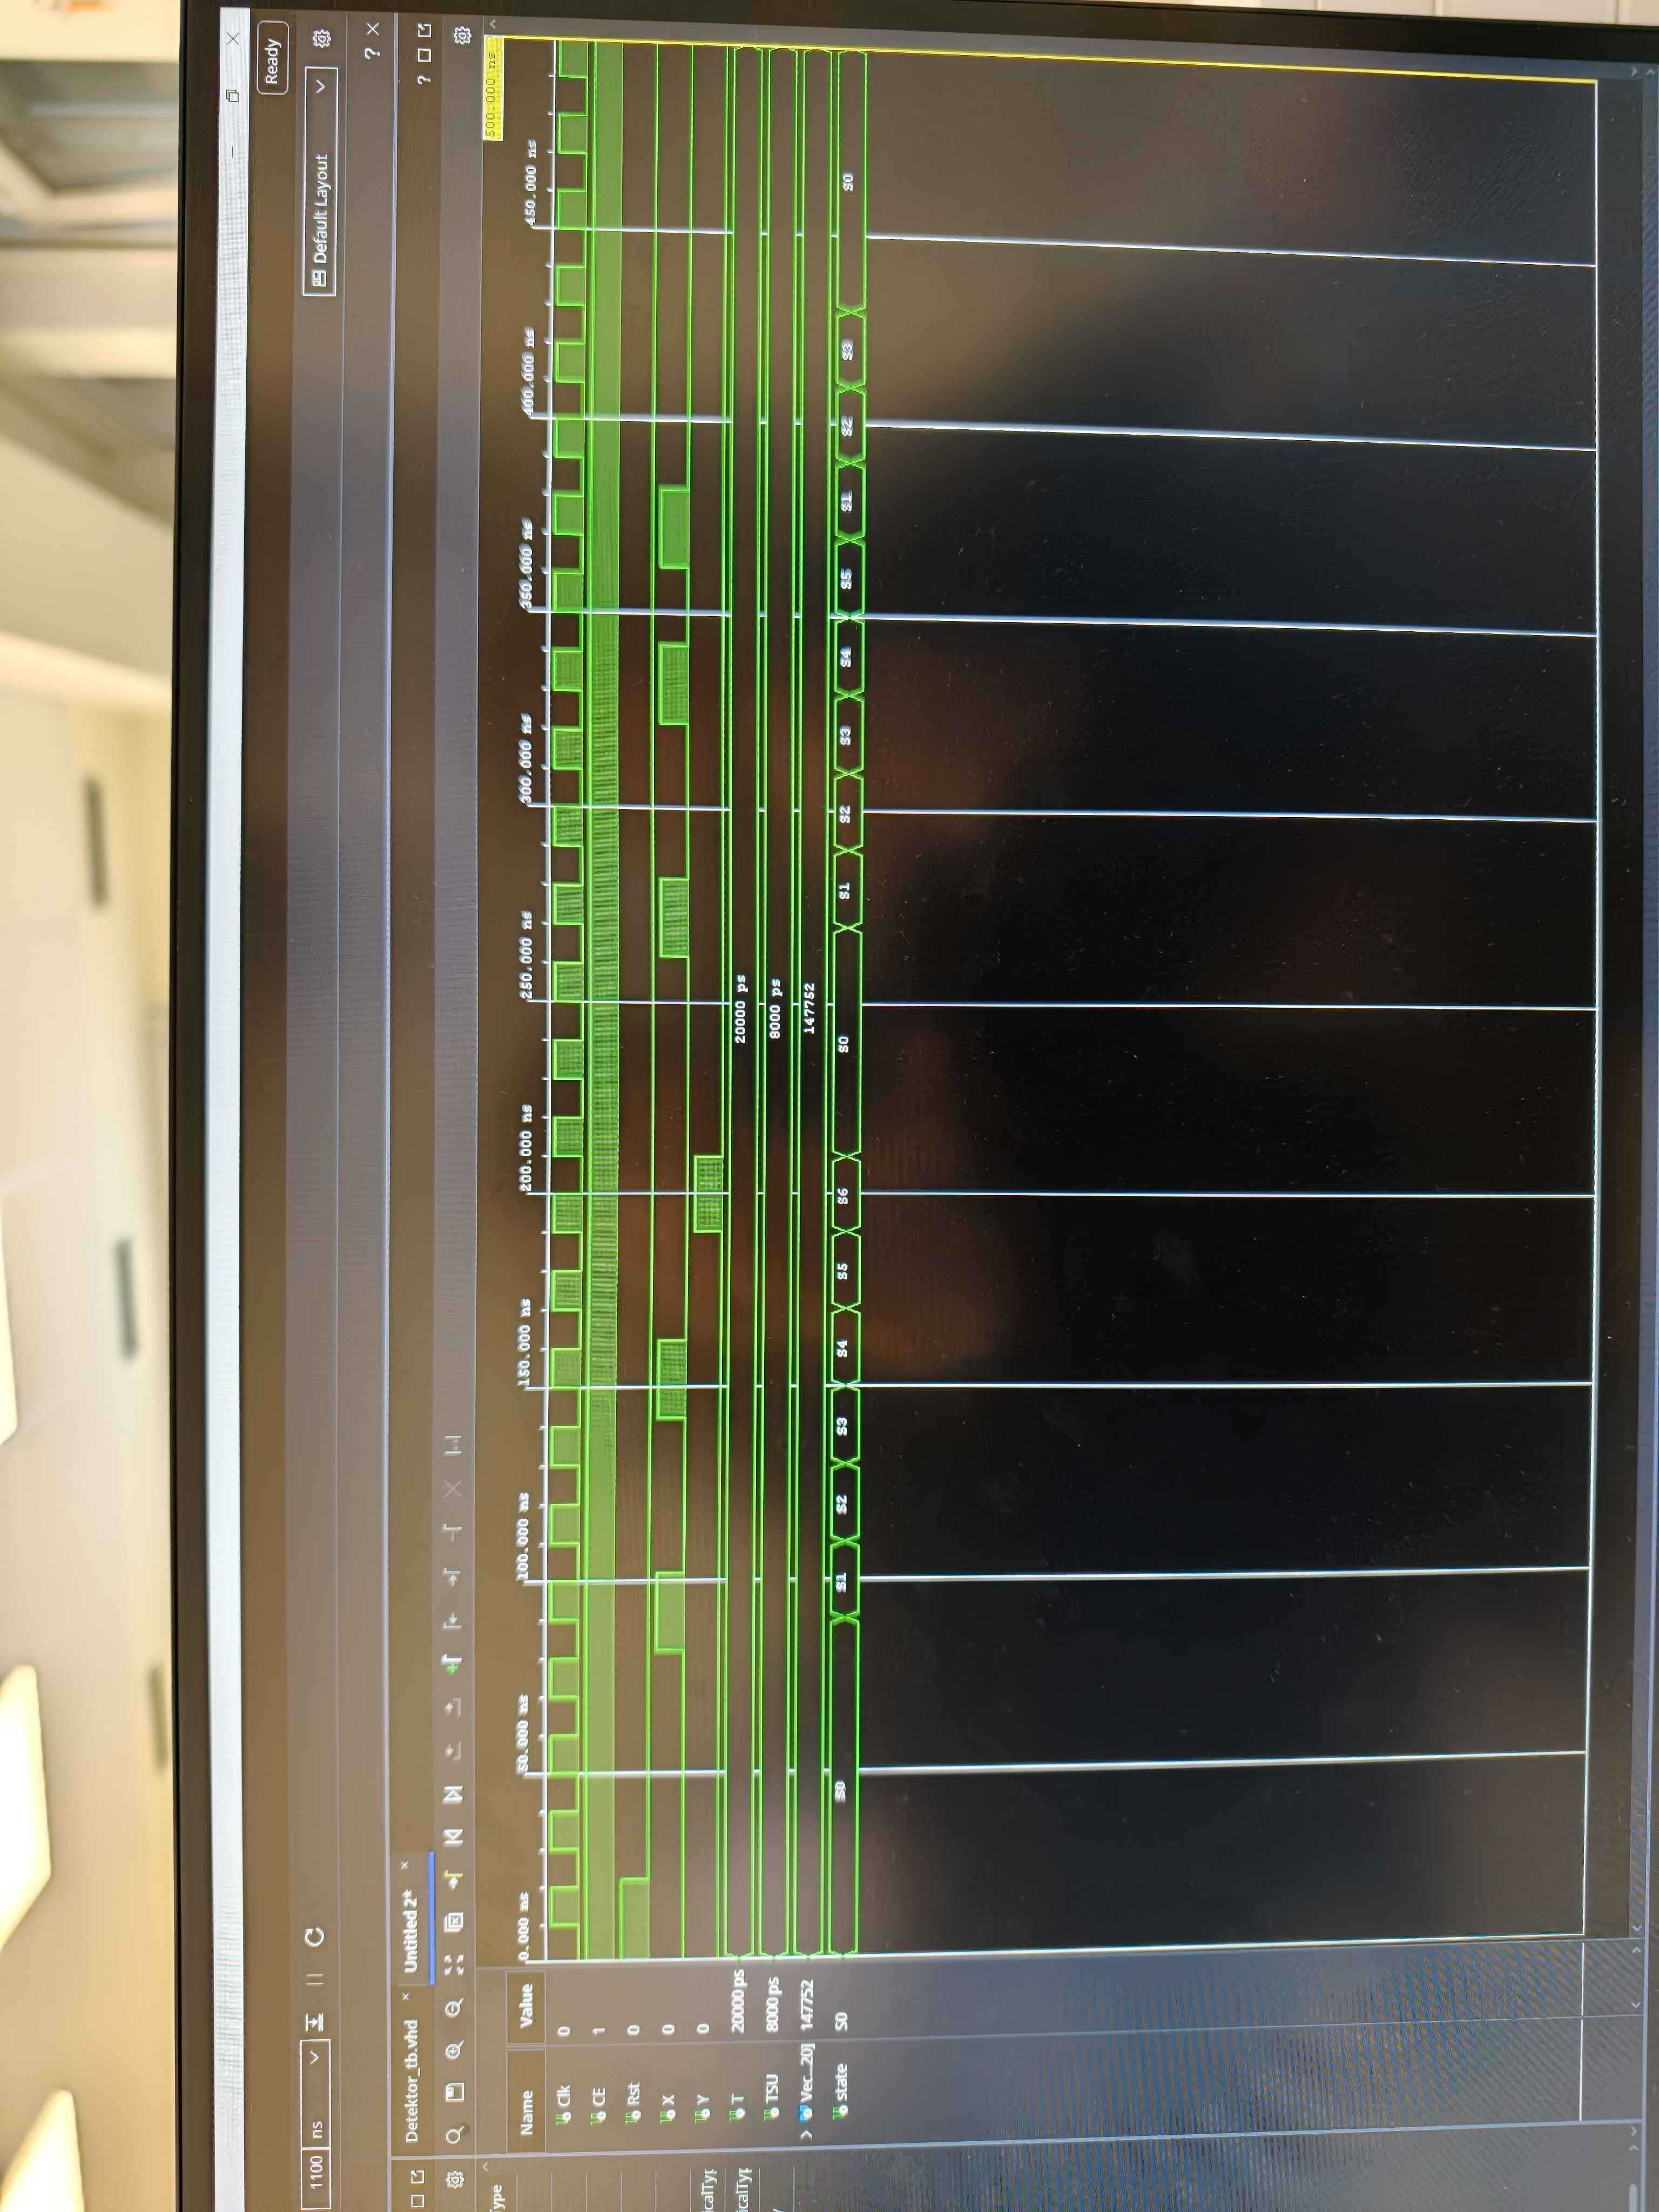 Ready
Default Layout
1100 ns
Detektor_tb.vhd
Untitled 2*
500.000 ns
Name Value
0.000 ns 50.000 ns 100.000 ns 150.000 ns 200.000 ns 250.000 ns 300.000 ns 350.000 ns 400.000 ns 450.000 ns
Clk 0
CE 1
Rst 0
X 0
Y 0
T 20000 ps 20000 ps
TSU 8000 ps 8000 ps
Vec...20] 147752 147752
state S0 S0 S1 S2 S3 S4 S5 S6 S0 S1 S2 S3 S4 S5 S1 S2 S3 S0